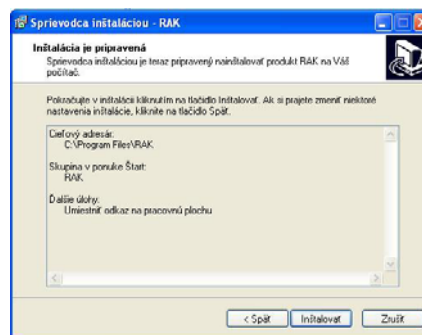 Sprievodca inštaláciou - RAK
Inštalácia je pripravená
Sprievodca inštaláciou je teraz pripravený nainštalovať produkt RAK na Váš
počítač.
Pokračujte v inštalácii kliknutím na tlačidlo Inštalovať. Ak si prajete zmeniť niektoré
nastavenia inštalácie, kliknite na tlačidlo Späť.
Cieľový adresár:
C:\Program Files\RAK
Skupina v ponuke Štart:
RAK
Ďalšie úlohy:
Umiestniť odkaz na pracovnú plochu
< Späť
Inštalovať
Zrušiť